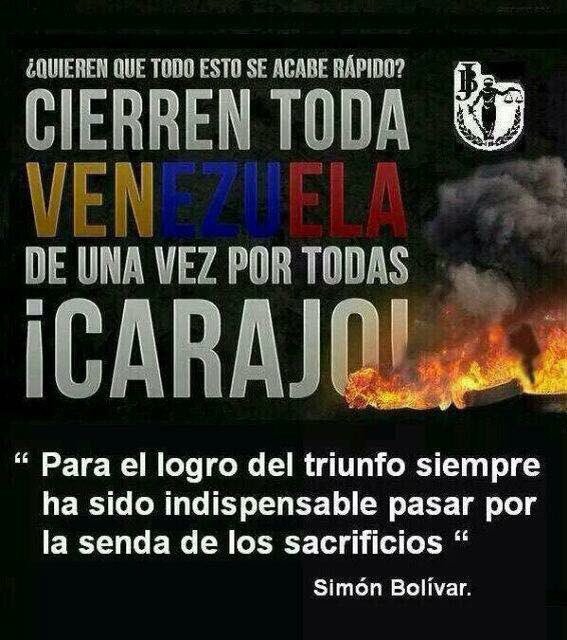 ¿QUIEREN QUE TODO ESTO SE ACABE RÁPIDO?
CIERREN TODA
VENEZUELA
DE UNA VEZ POR TODAS
¡CARAJO!
“ Para el logro del triunfo siempre
ha sido indispensable pasar por
la senda de los sacrificios “
Simón Bolívar.